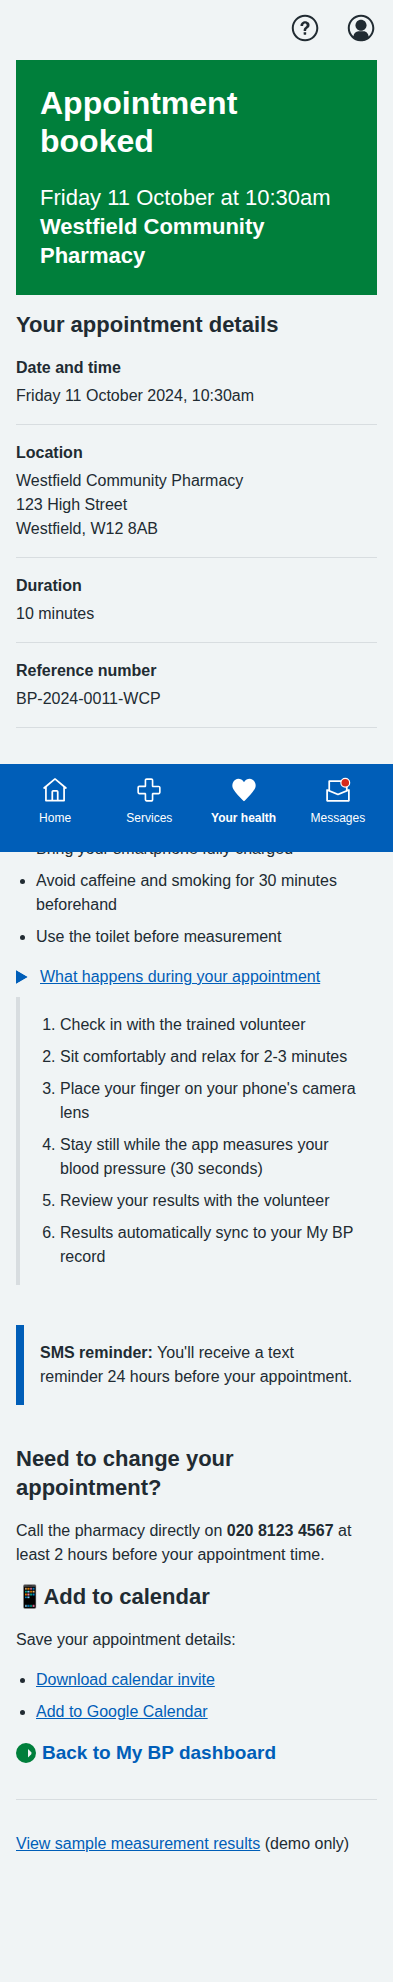 Appointment
booked
Friday 11 October at 10:30am
Westfield Community
Pharmacy
Your appointment details
Date and time
Friday 11 October 2024, 10:30am
Location
Westfield Community Pharmacy
123 High Street
Westfield, W12 8AB
Duration
10 minutes
Reference number
BP-2024-0011-WCP
Home
Services
Your health
Messages
Bring your smartphone fully charged
Avoid caffeine and smoking for 30 minutes
beforehand
Use the toilet before measurement
What happens during your appointment
1. Check in with the trained volunteer
2. Sit comfortably and relax for 2-3 minutes
3. Place your finger on your phone's camera
lens
4. Stay still while the app measures your
blood pressure (30 seconds)
5. Review your results with the volunteer
6. Results automatically sync to your My BP
record
SMS reminder: You'll receive a text
reminder 24 hours before your appointment.
Need to change your
appointment?
Call the pharmacy directly on 020 8123 4567 at
least 2 hours before your appointment time.
📱 Add to calendar
Save your appointment details:
Download calendar invite
Add to Google Calendar
Back to My BP dashboard
View sample measurement results (demo only)